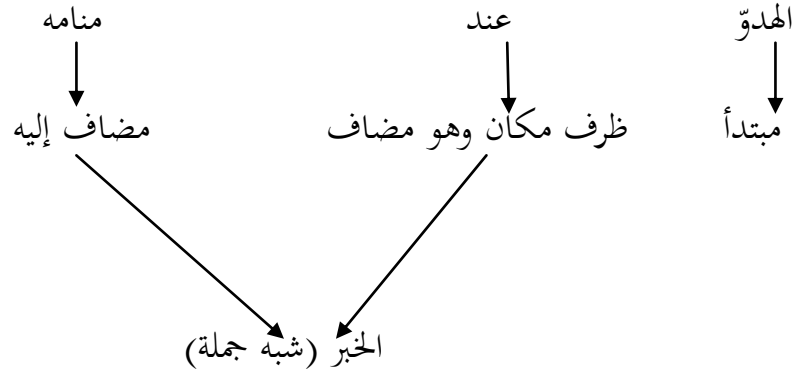 الهدوّ عند منامه
مبتدأ ظرف مكان وهو مضاف مضاف إليه
الخبر (شبه جملة)